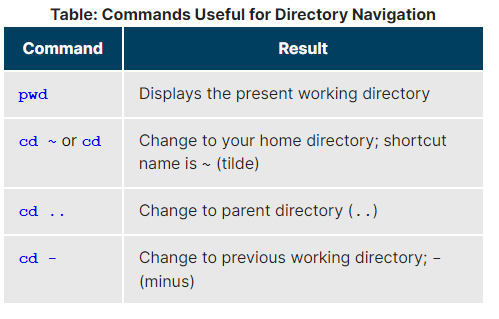 Table: Commands Useful for Directory Navigation
Command Result
pwd Displays the present working directory
cd ~ or cd Change to your home directory; shortcut
name is ~ (tilde)
cd .. Change to parent directory (..)
cd - Change to previous working directory; -
(minus)